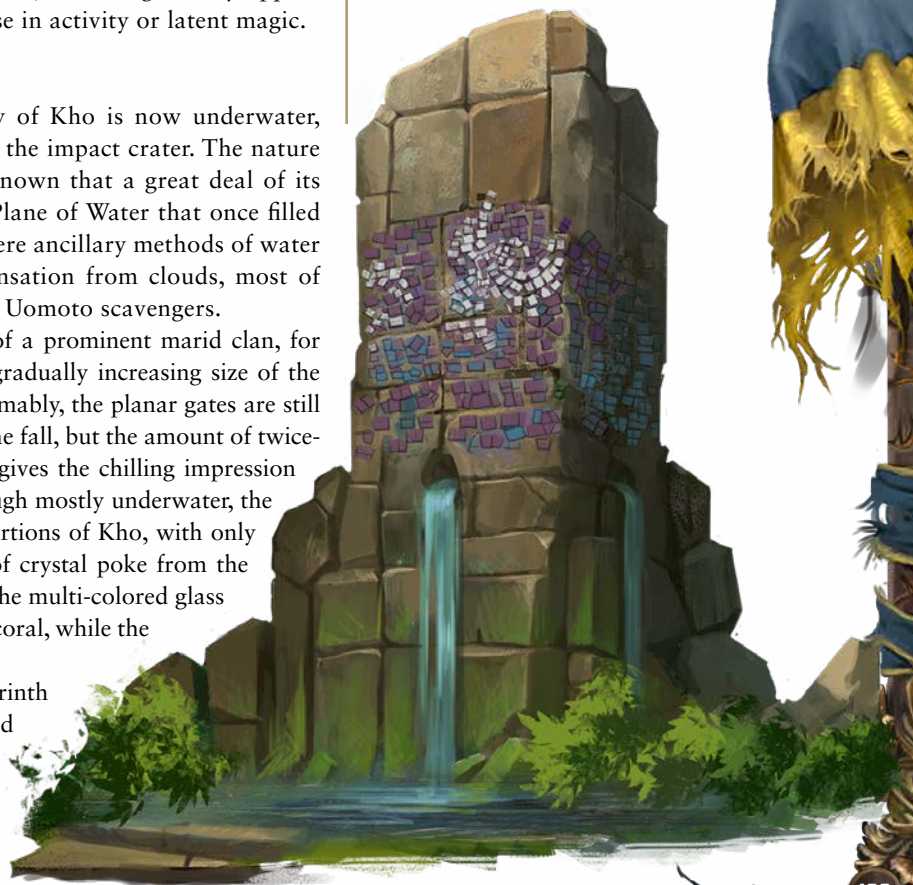 se in activity or latent magic.
of Kho is now underwater,
the impact crater. The nature
nown that a great deal of its
Plane of Water that once filled
ere ancillary methods of water
nsation from clouds, most of
Uomoto scavengers.
of a prominent marid clan, for
gradually increasing size of the
mably, the planar gates are still
ne fall, but the amount of twice-
gives the chilling impression
ugh mostly underwater, the
rtions of Kho, with only
of crystal poke from the
he multi-colored glass
coral, while the
rinth
d